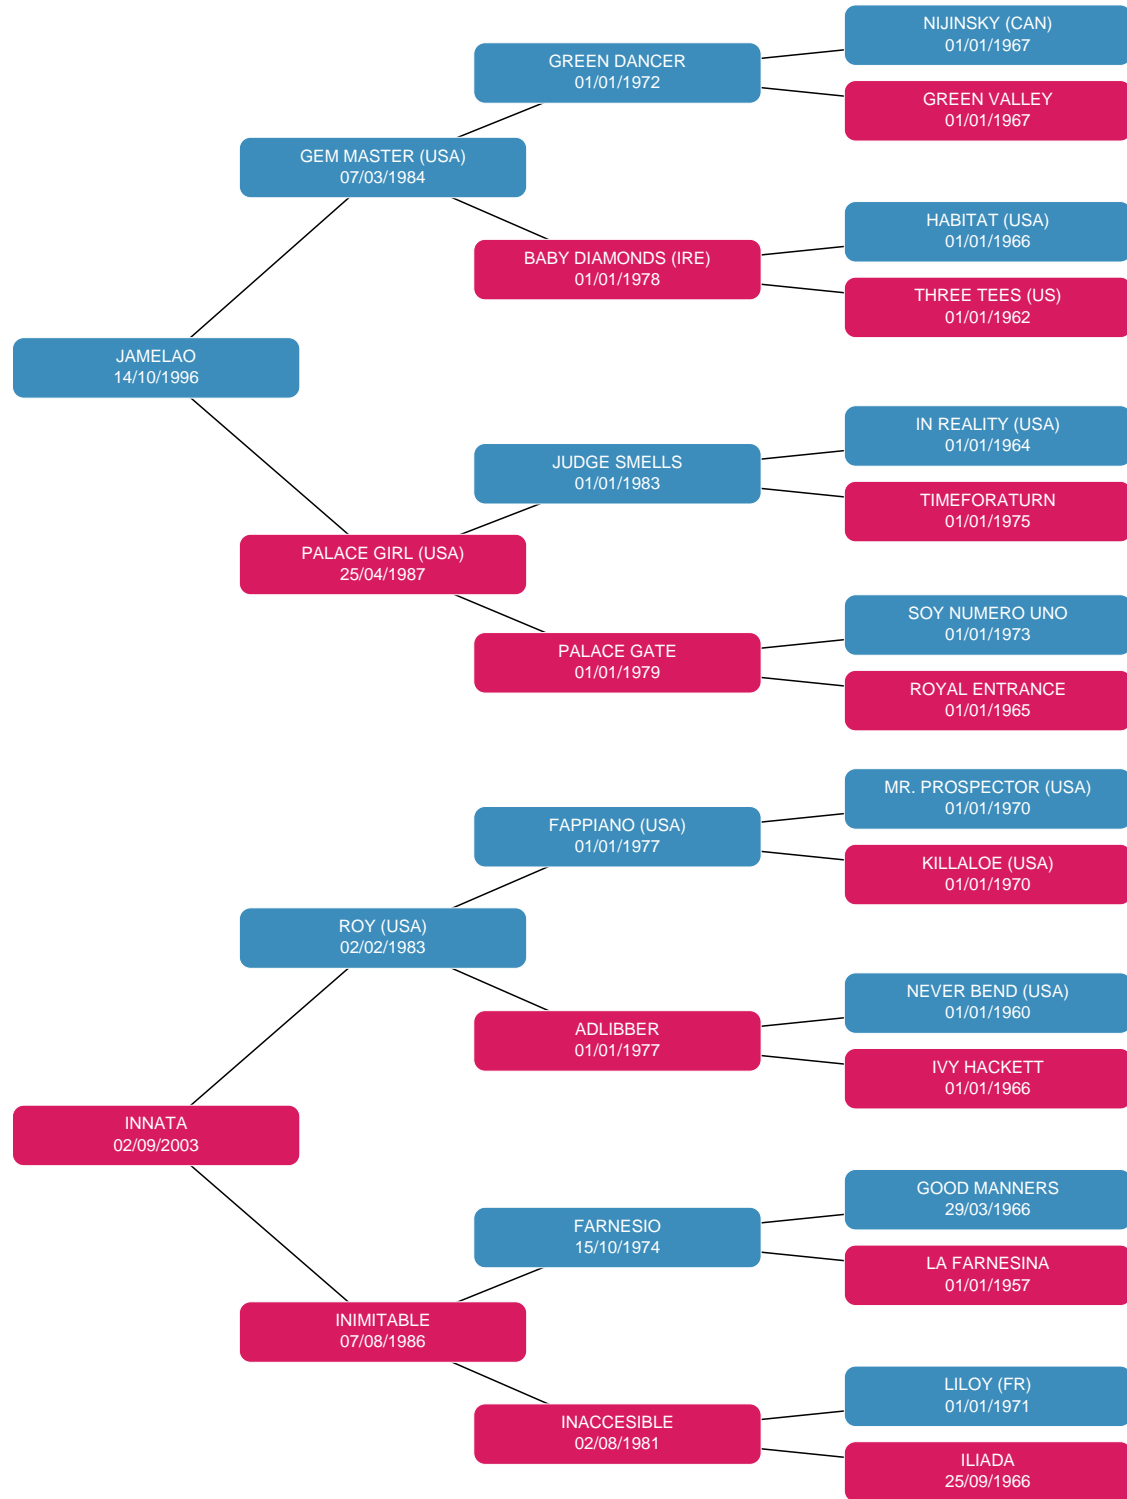 NIJINSKY (CAN)
01/01/1967
GREEN DANCER
01/01/1972
GREEN VALLEY
01/01/1967
GEM MASTER (USA)
07/03/1984
HABITAT (USA)
01/01/1966
BABY DIAMONDS (IRE)
01/01/1978
THREE TEES (US)
01/01/1962
JAMELAO
14/10/1996
IN REALITY (USA)
01/01/1964
JUDGE SMELLS
01/01/1983
TIMEFORATURN
01/01/1975
PALACE GIRL (USA)
25/04/1987
SOY NUMERO UNO
01/01/1973
PALACE GATE
01/01/1979
ROYAL ENTRANCE
01/01/1965
MR. PROSPECTOR (USA)
01/01/1970
FAPPIANO (USA)
01/01/1977
KILLALOE (USA)
01/01/1970
ROY (USA)
02/02/1983
NEVER BEND (USA)
01/01/1960
ADLIBBER
01/01/1977
IVY HACKETT
01/01/1966
INNATA
02/09/2003
GOOD MANNERS
29/03/1966
FARNESIO
15/10/1974
LA FARNESINA
01/01/1957
INIMITABLE
07/08/1986
LILOY (FR)
01/01/1971
INACCESIBLE
02/08/1981
ILIADA
25/09/1966